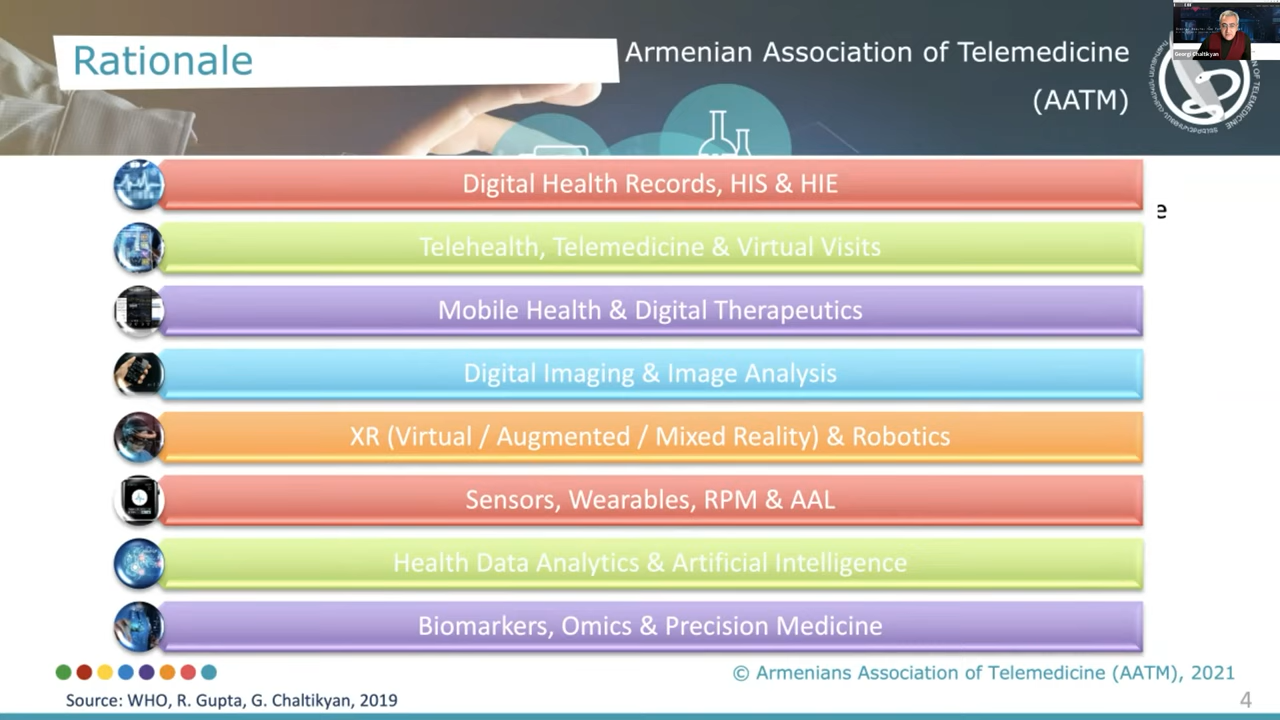 Rationale
Armenian Association of Telemedicine
(AATM)
Georgi Chaltikyan
Digital Health Records, HIS & HIE
e
Telehealth, Telemedicine & Virtual Visits
Mobile Health & Digital Therapeutics
Digital Imaging & Image Analysis
XR (Virtual / Augmented / Mixed Reality) & Robotics
Sensors, Wearables, RPM & AAL
Health Data Analytics & Artificial Intelligence
Biomarkers, Omics & Precision Medicine
© Armenians Association of Telemedicine (AATM), 2021
Source: WHO, R. Gupta, G. Chaltikyan, 2019
4